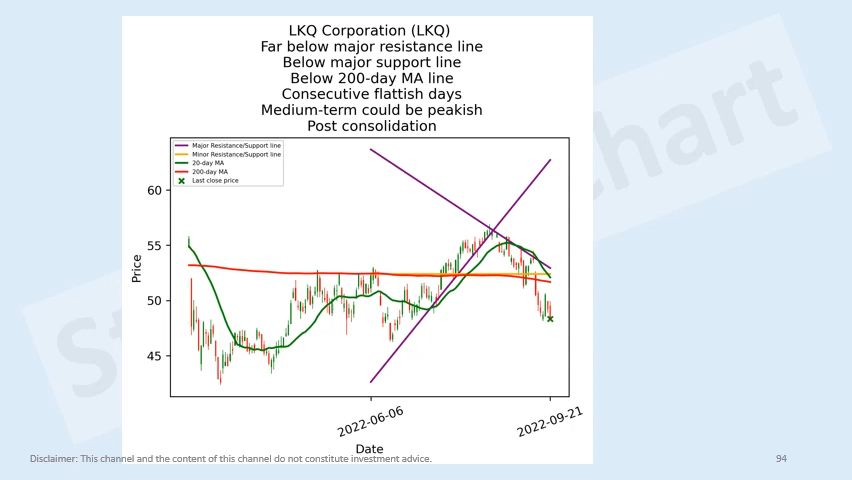 LKQ Corporation (LKQ)
Far below major resistance line
Below major support line
Below 200-day MA line
Consecutive flattish days
Medium-term could be peakish
Post consolidation
Major Resistance/Support line
Minor Resistance/Support line
20-day MA
200-day MA
Last close price
Price
60
55
50
45
2022-06-06
2022-09-21
Date
Disclaimer: This channel and the content of this channel do not constitute investment advice.
94
St
chart